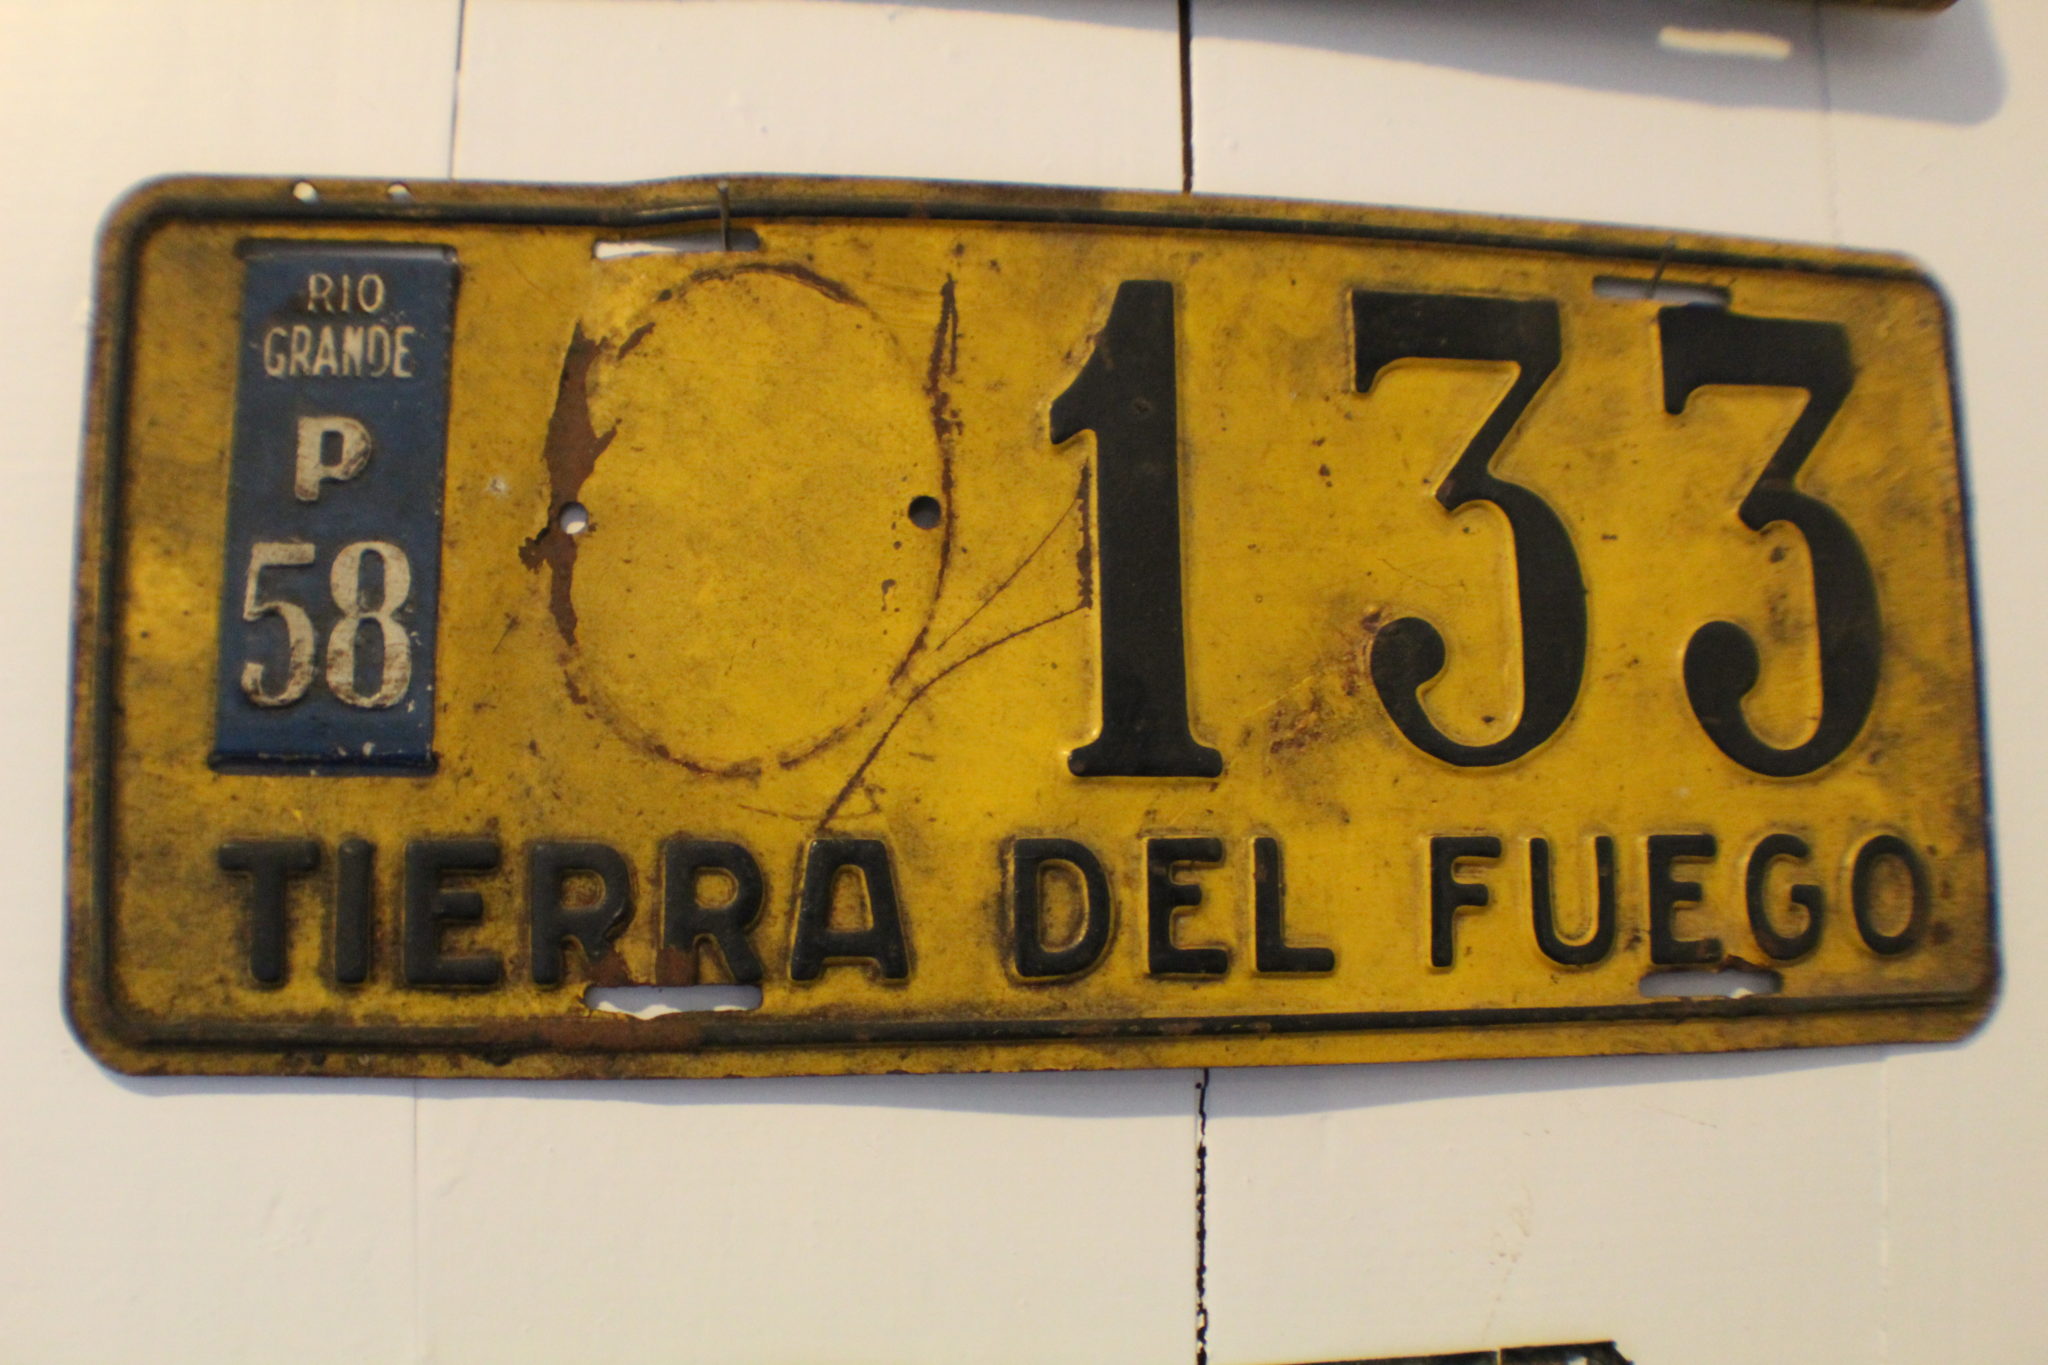 RIO
GRANDE
P
58
133
TIERRA DEL FUEGO